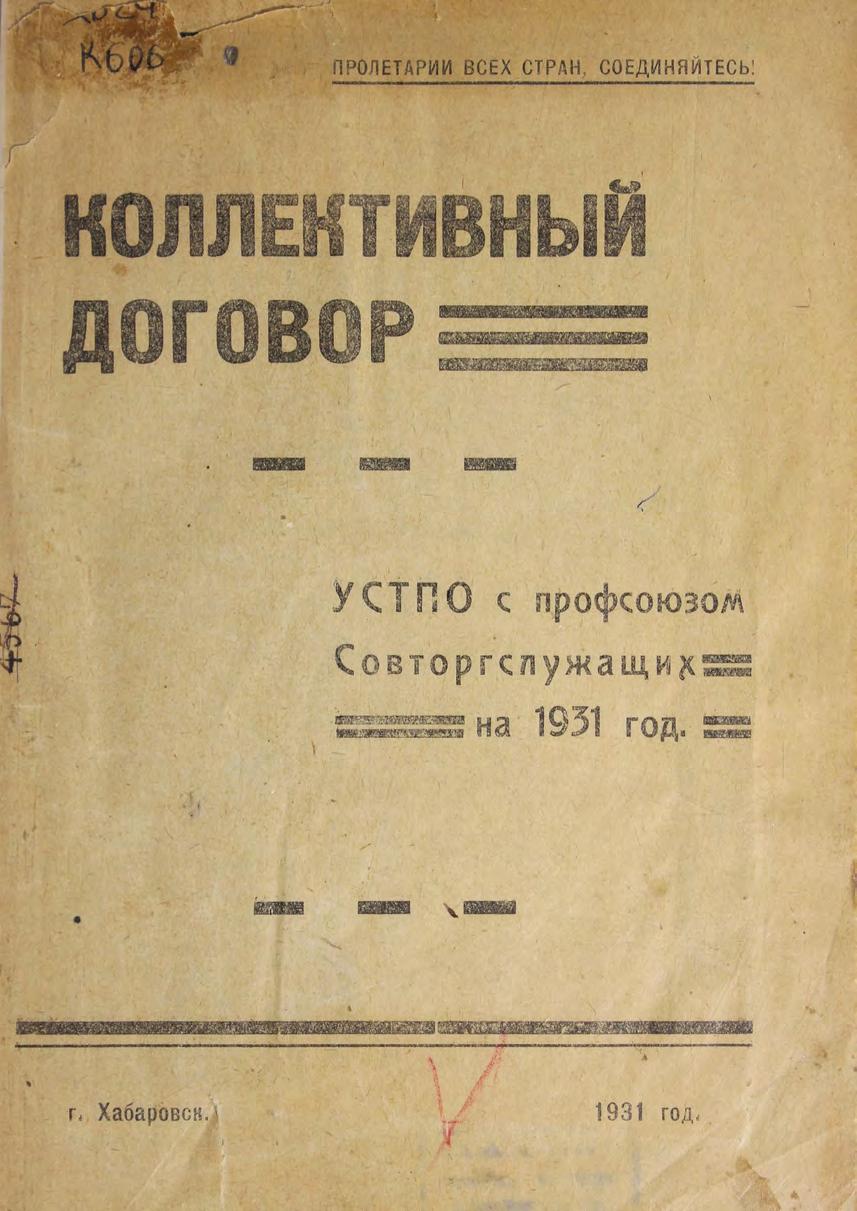 К606
ПРОЛЕТАРИИ ВСЕХ СТРАН, СОЕДИНЯЙТЕСЬ!
КОЛЛЕКТИВНЫЙ
ДОГОВОР
УСТПО с профсоюзом
Совторгслужащих
на 1931 год.
г. Хабаровск.
1931 год.